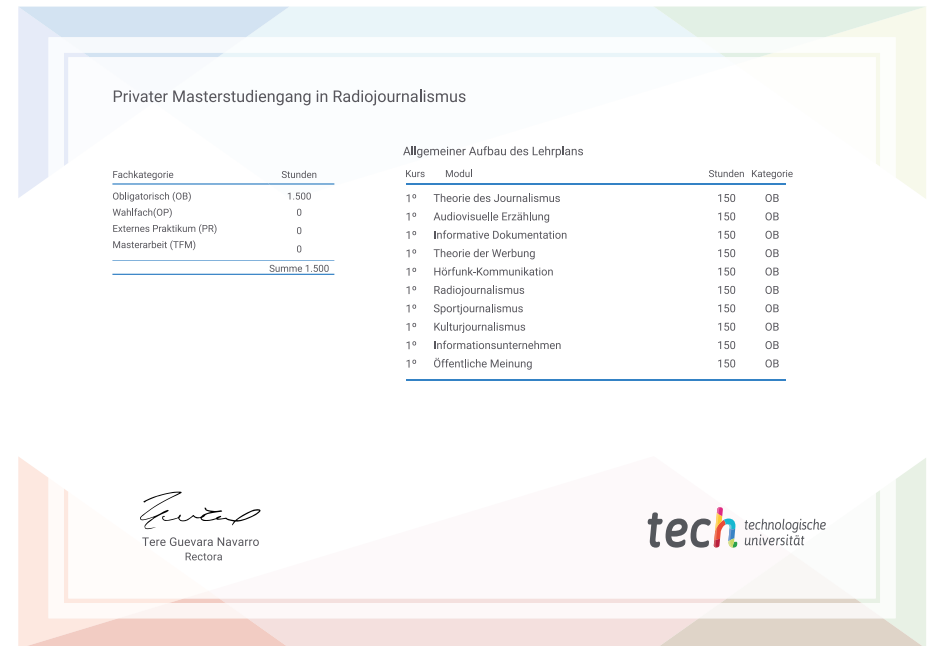 Privater Masterstudiengang in Radiojournalismus
Fachkategorie Stunden
Obligatorisch (OB) 1.500
Wahlfach(OP) 0
Externes Praktikum (PR) 0
Masterarbeit (TFM) 0
Summe 1.500
Allgemeiner Aufbau des Lehrplans
Kurs Modul Stunden Kategorie
1º Theorie des Journalismus 150 OB
1º Audiovisuelle Erzählung 150 OB
1º Informative Dokumentation 150 OB
1º Theorie der Werbung 150 OB
1º Hörfunk-Kommunikation 150 OB
1º Radiojournalismus 150 OB
1º Sportjournalismus 150 OB
1º Kulturjournalismus 150 OB
1º Informationsunternehmen 150 OB
1º Öffentliche Meinung 150 OB
Tere Guevara Navarro
Rectora
tech technologische
universität